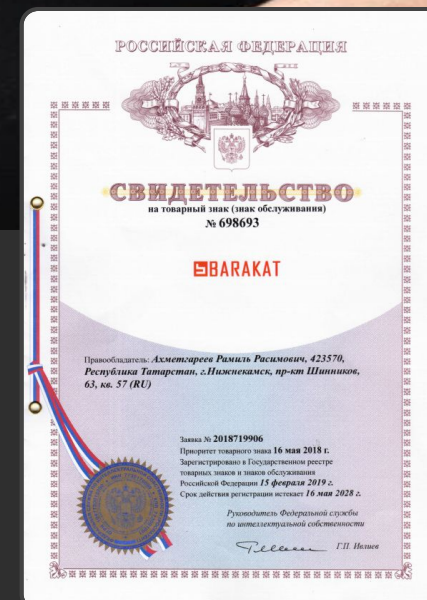 РОССИЙСКАЯ ФЕДЕРАЦИЯ
СВИДЕТЕЛЬСТВО
на товарный знак (знак обслуживания)
№ 698693
BARAKAT
Правообладатель: Ахметгареев Рамиль Расимович, 423570,
Республика Татарстан, г.Нижнекамск, пр-кт Шинников,
63, кв. 57 (RU)
Заявка № 2018719906
Приоритет товарного знака 16 мая 2018 г.
Зарегистрировано в Государственном реестре
товарных знаков и знаков обслуживания
Российской Федерации 15 февраля 2019 г.
Срок действия регистрации истекает 16 мая 2028 г.
Руководитель Федеральной службы
по интеллектуальной собственности
Г.П. Ивлиев